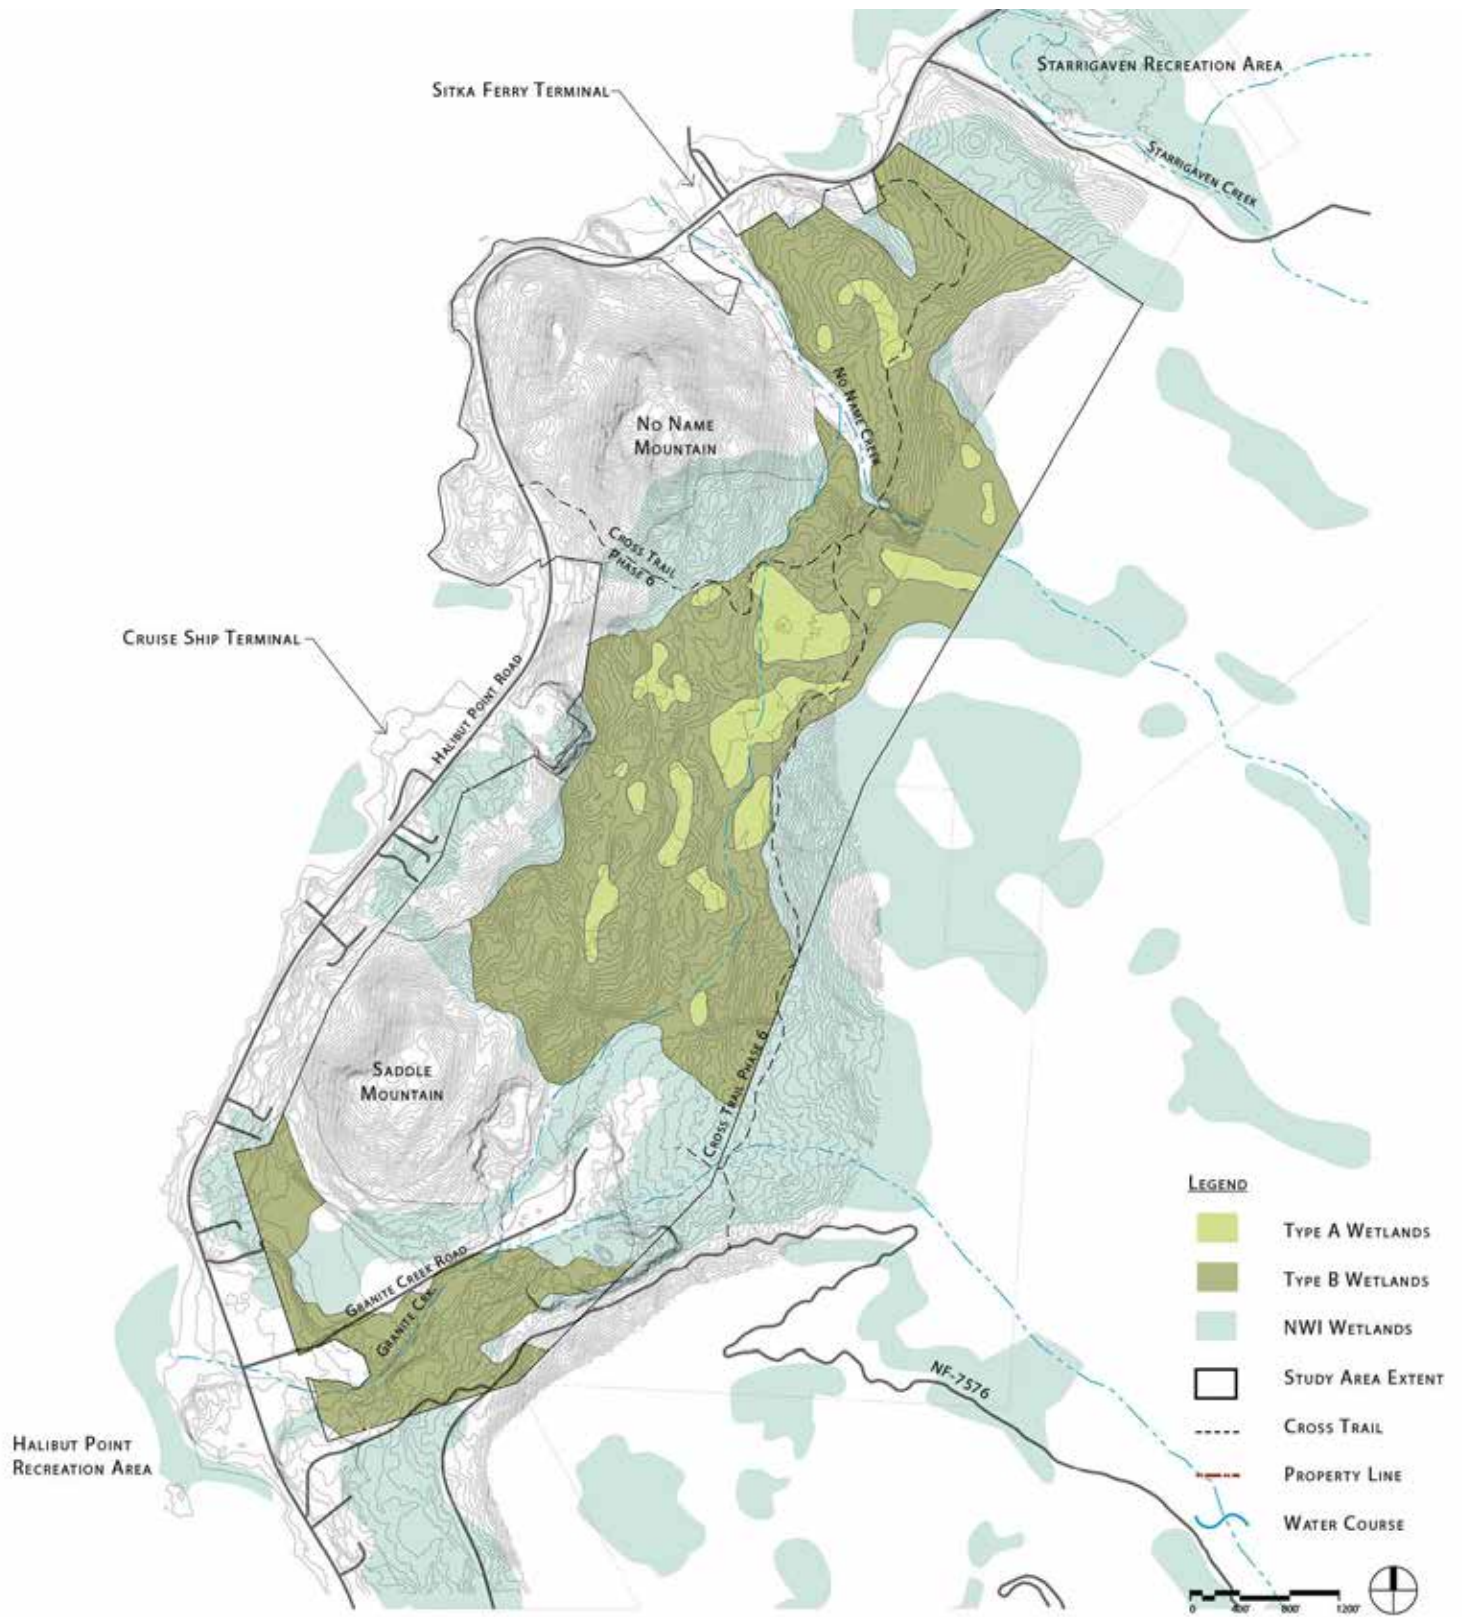 Starrigaven Recreation Area
Sitka Ferry Terminal
Starrigaven Creek
No Name Creek
No Name
Mountain
Cross Trail
Phase 6
Cruise Ship Terminal
Halibut Point Road
Cross Trail Phase 6
Saddle
Mountain
Granite Creek Road
Granite Crk.
NF-7576
Halibut Point
Recreation Area
Legend
Type A Wetlands
Type B Wetlands
NWI Wetlands
Study Area Extent
Cross Trail
Property Line
Water Course
0 400' 800' 1200'